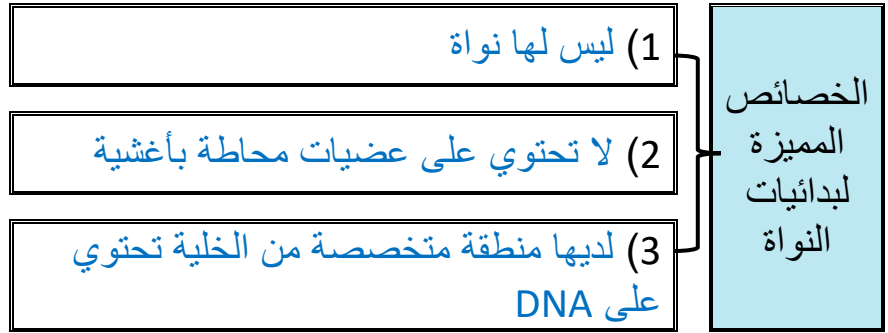 الخصائص
المميزة
لبدائيات
النواة
1) ليس لها نواة
2) لا تحتوي على عضيات محاطة بأغشية
3) لديها منطقة متخصصة من الخلية تحتوي
على DNA